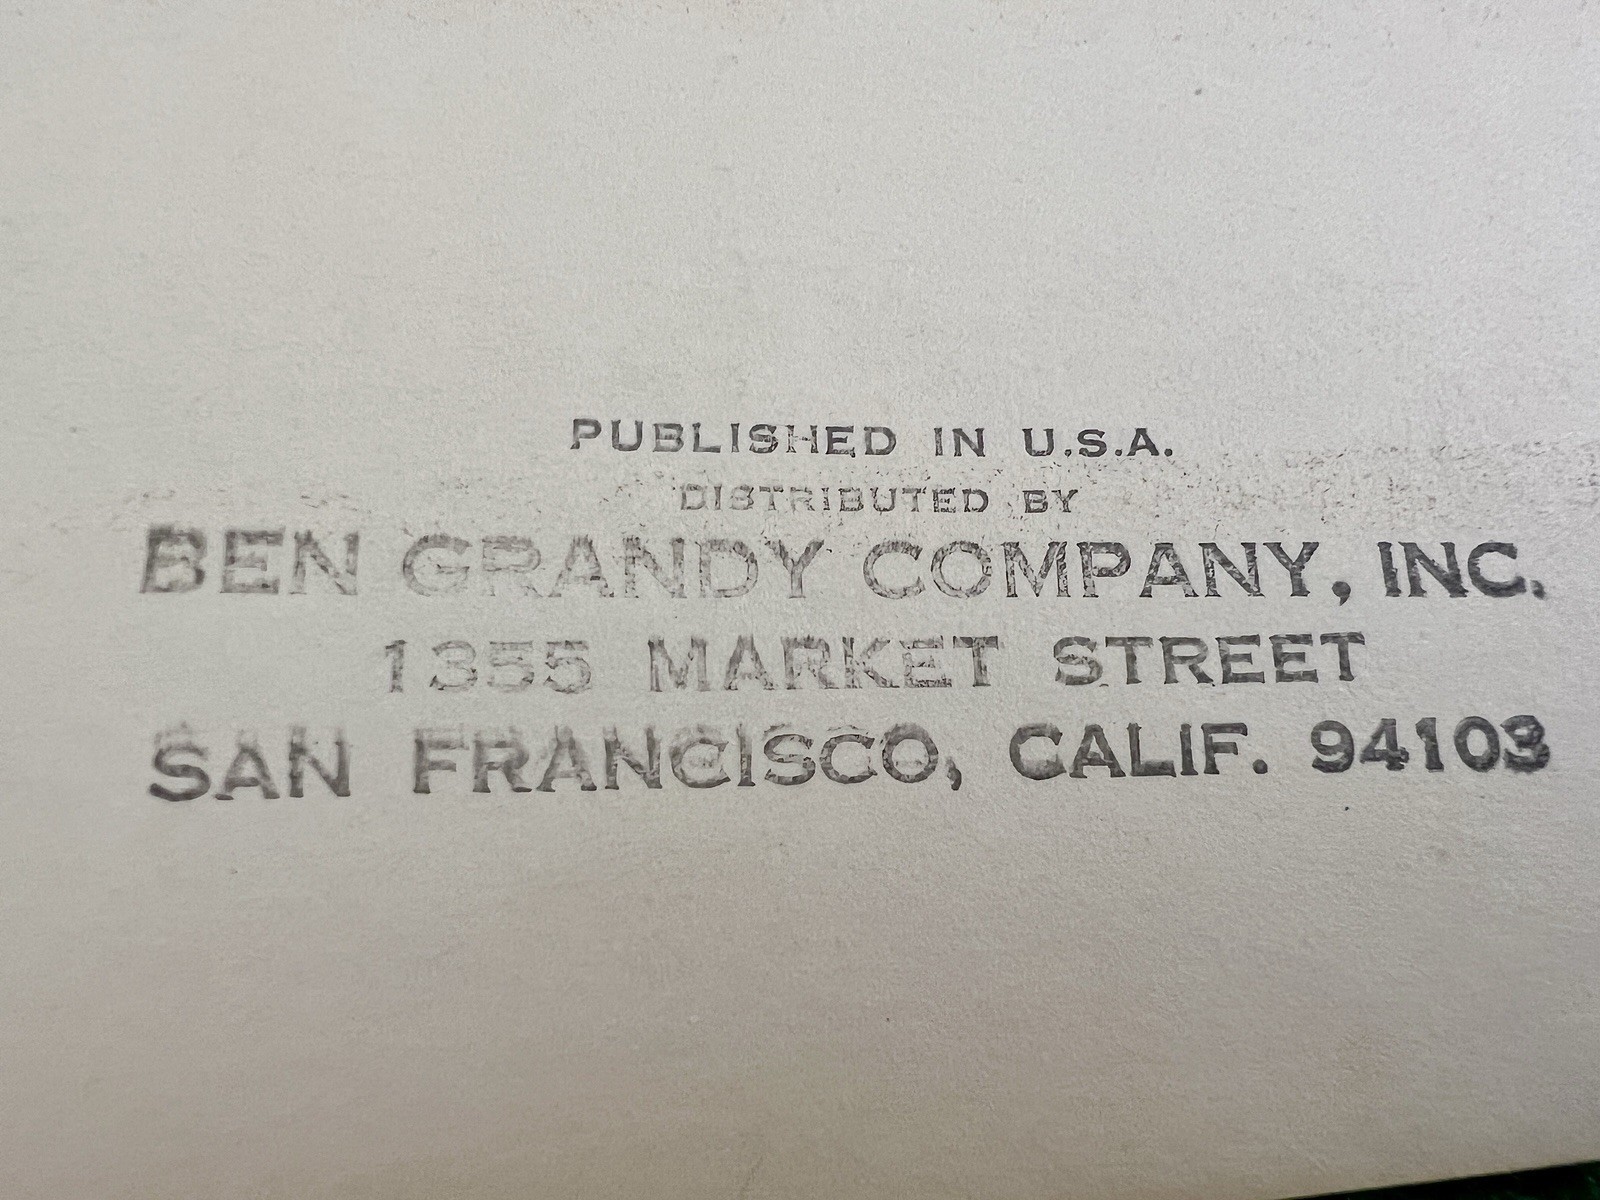 PUBLISHED IN U.S.A.
DISTRIBUTED BY
BEN GRANDY COMPANY, INC.
1355 MARKET STREET
SAN FRANCISCO, CALIF. 94103